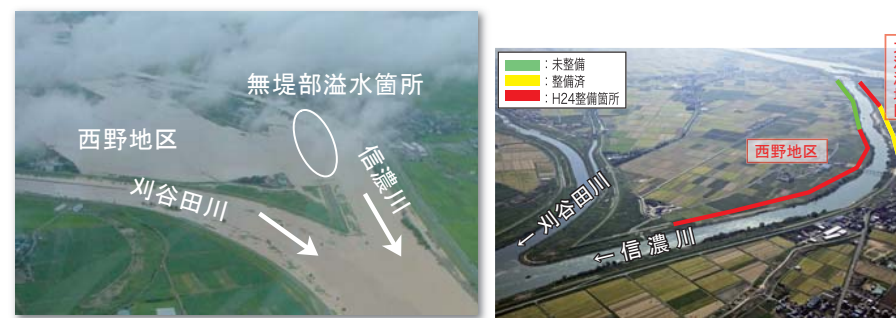 無堤部溢水箇所
西野地区
信濃川
刈谷田川
：未整備
：整備済
：H24整備箇所
西野地区
←刈谷田川
←信濃川